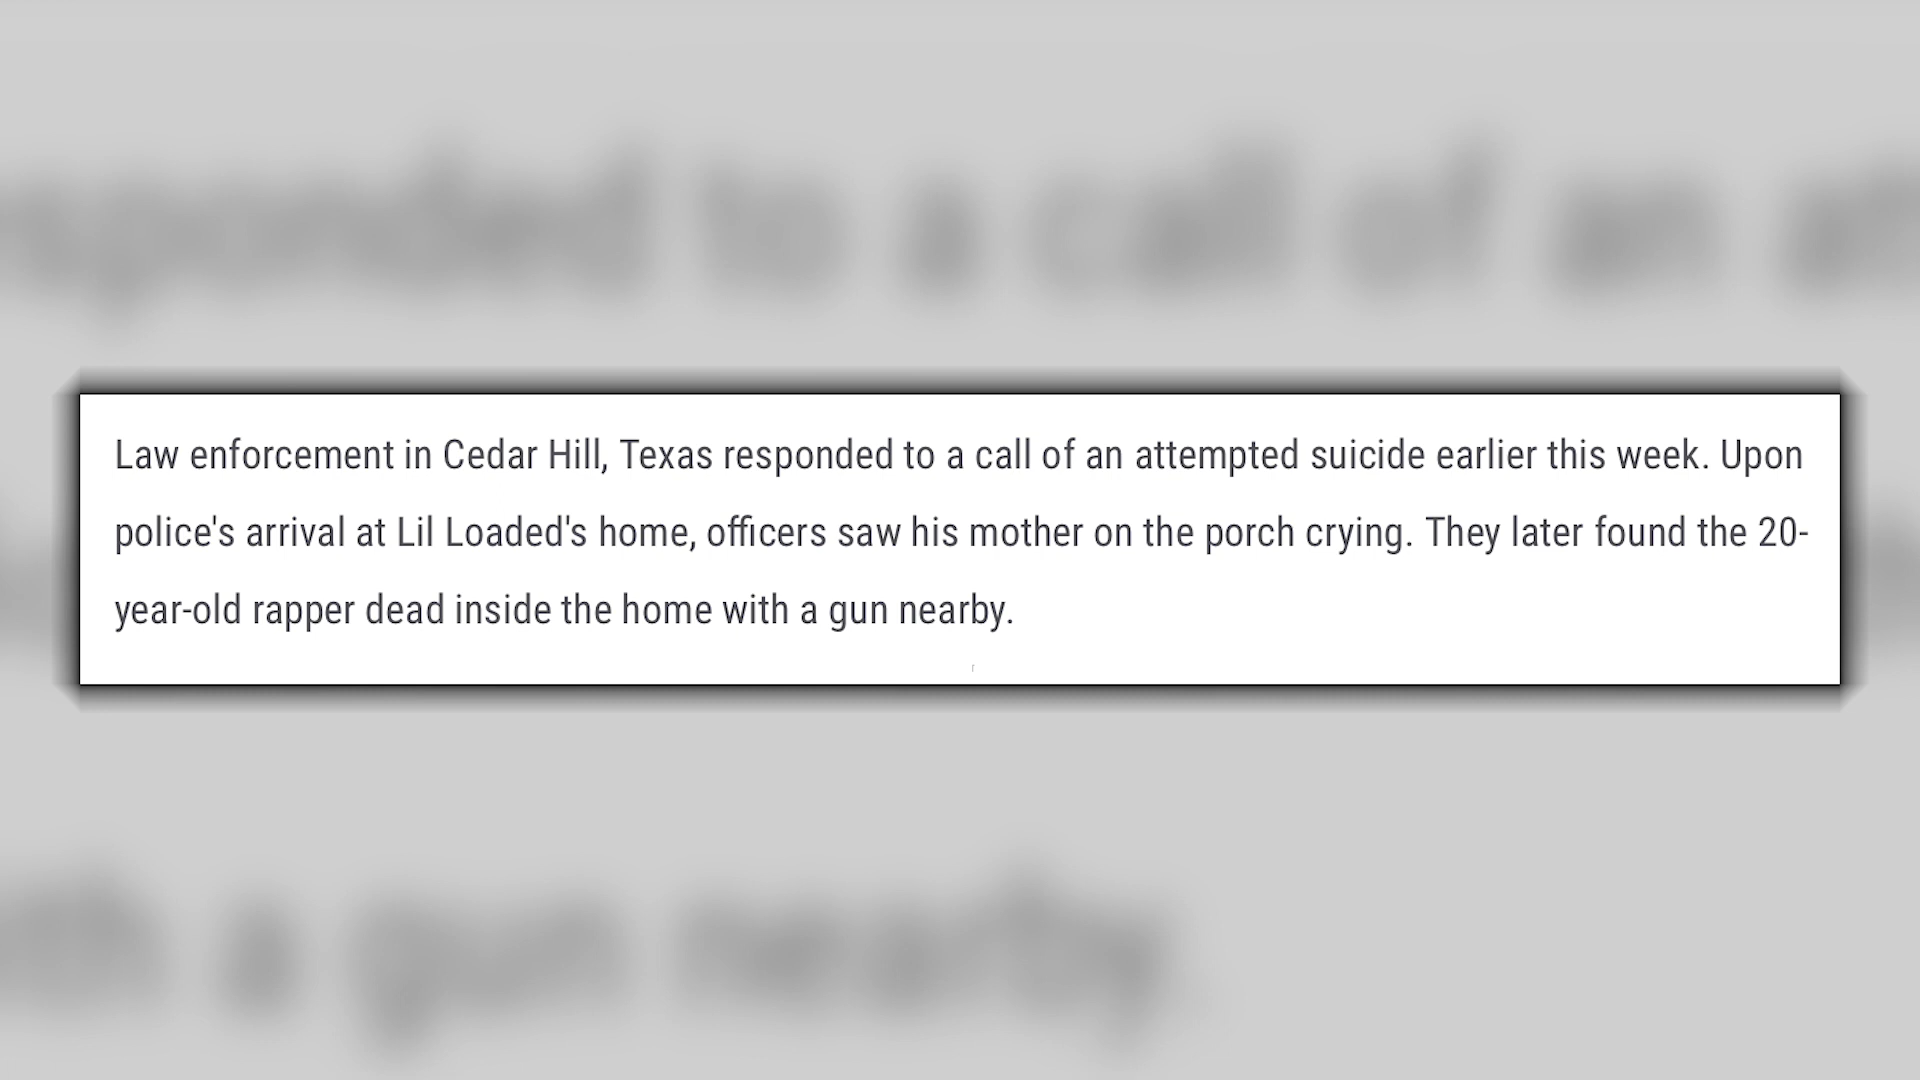 Law enforcement in Cedar Hill, Texas responded to a call of an attempted suicide earlier this week. Upon
police's arrival at Lil Loaded's home, officers saw his mother on the porch crying. They later found the 20-
year-old rapper dead inside the home with a gun nearby.